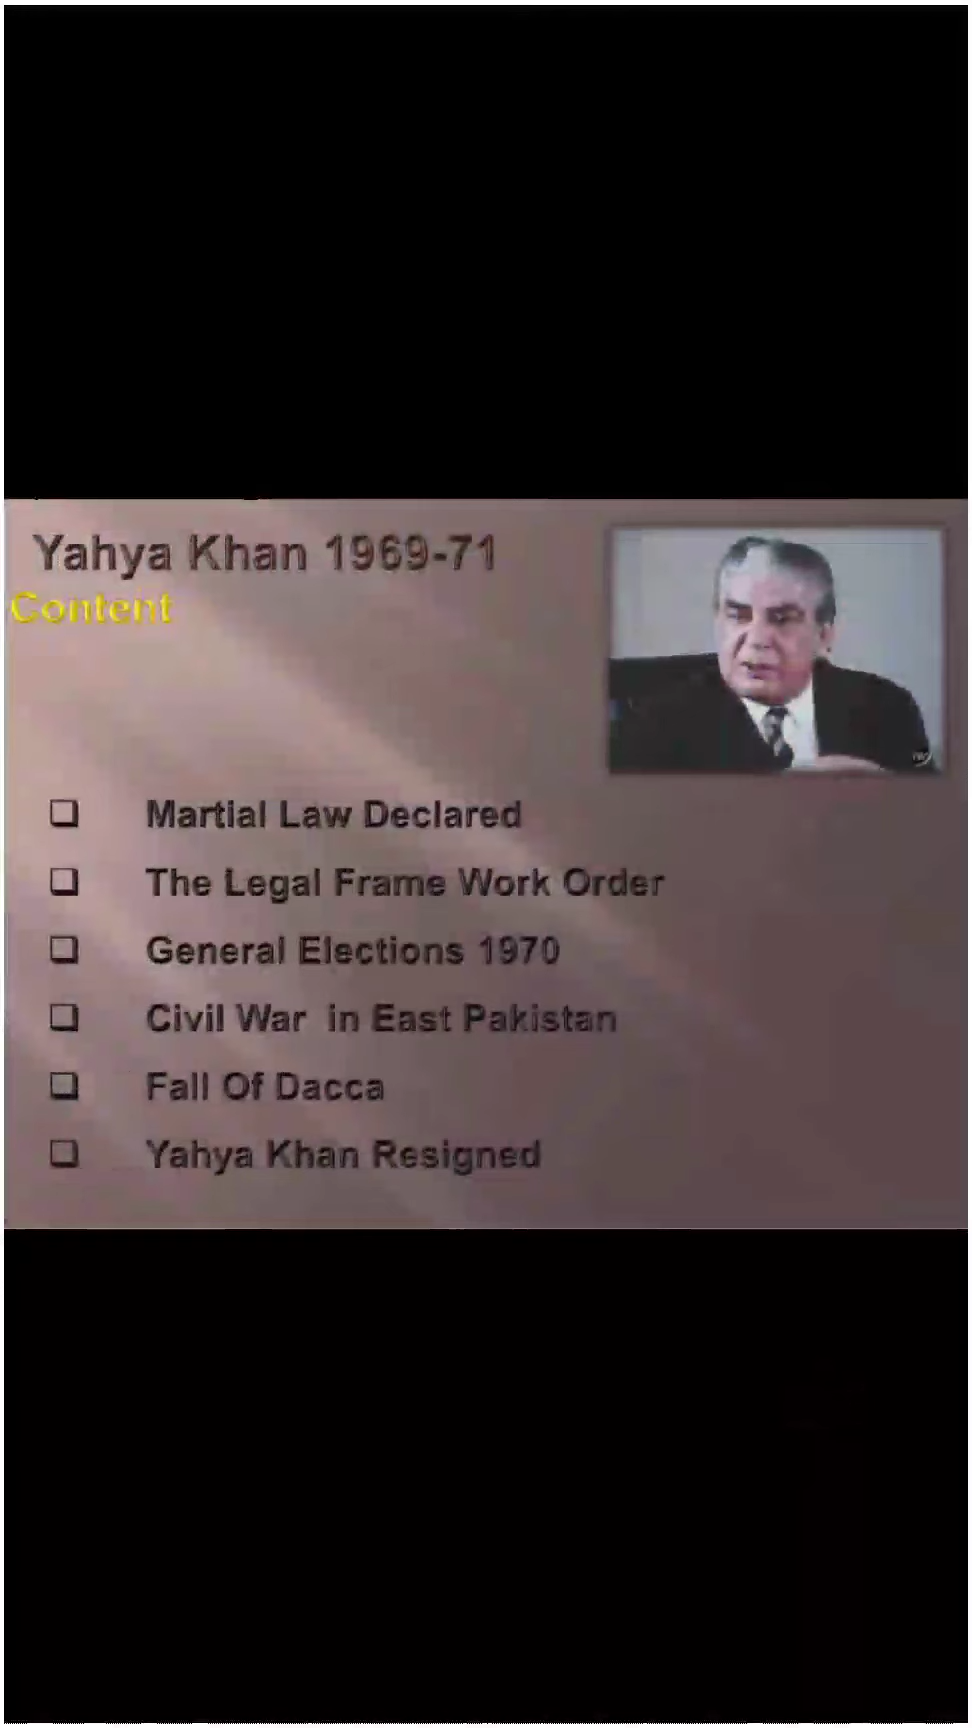 Yahya Khan 1969-71
Content
Martial Law Declared
The Legal Frame Work Order
General Elections 1970
Civil War in East Pakistan
Fall Of Dacca
Yahya Khan Resigned